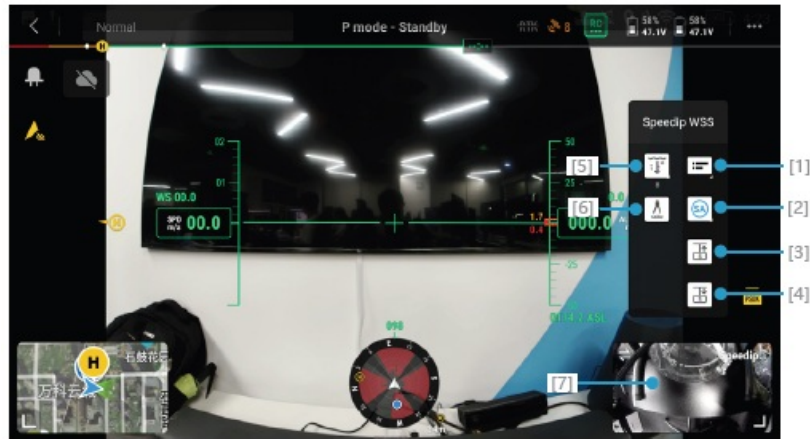 Normal
P mode - Standby
RTK
8
RC
58%
47.1V
58%
47.1V
Speedip WSS
[5]
[1]
[6]
[2]
SA
[3]
[4]
02
01
WS 00.0
SPD
m/s
00.0
50
25
1.7
0.4
000.0
-25
098
H
石鼓花
万科云
[7]
Speedip